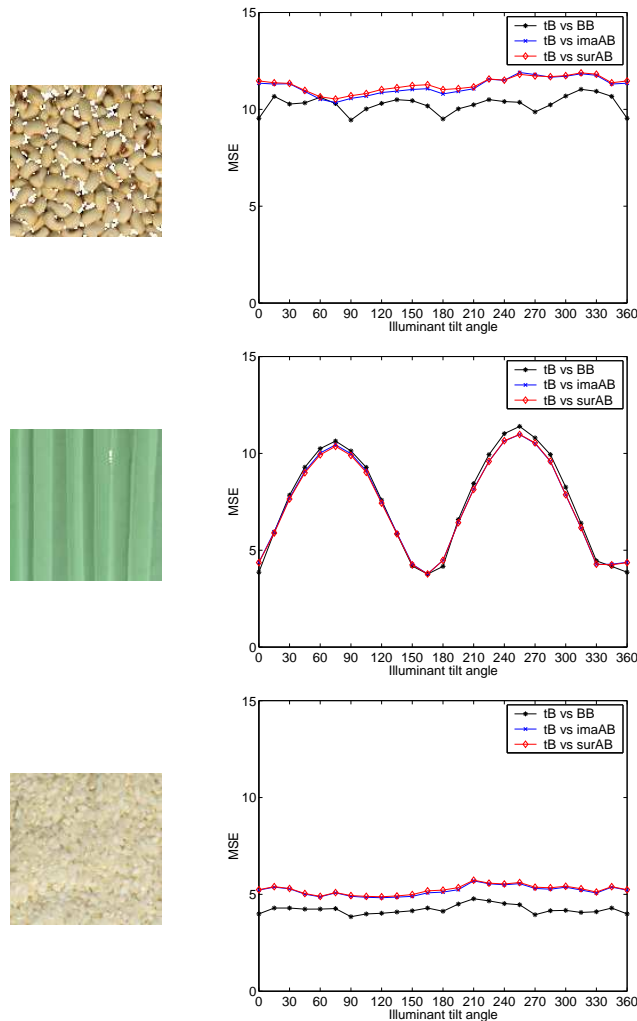 15
10
5
0
MSE
tB vs BB
tB vs imaAB
tB vs surAB
0 30 60 90 120 150 180 210 240 270 300 330 360
Illuminant tilt angle
15
10
5
0
MSE
tB vs BB
tB vs imaAB
tB vs surAB
0 30 60 90 120 150 180 210 240 270 300 330 360
Illuminant tilt angle
15
10
5
0
MSE
tB vs BB
tB vs imaAB
tB vs surAB
0 30 60 90 120 150 180 210 240 270 300 330 360
Illuminant tilt angle